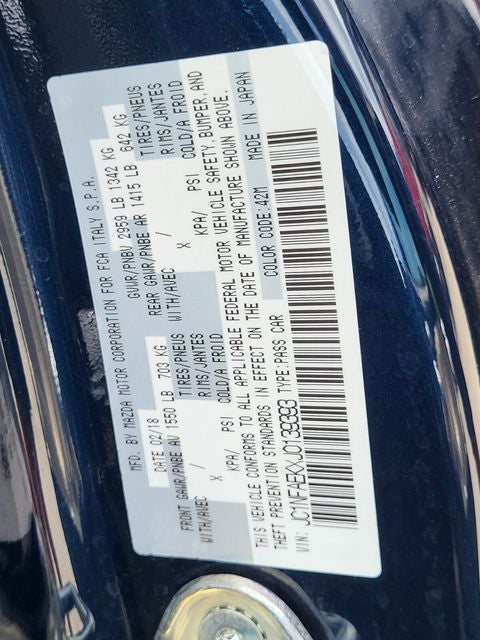 MFD. BY MAZDA MOTOR CORPORATION FOR FGA ITALY S.P.A.
DATE 02/18 GVWR/PNBV 2959 LB 1342 KG
FRONT GAWR/PNBE AV 1550 LB 703 KG REAR GAWR/PNBE AR 1415 LB 642 KG
WITH/AVEC TIRES/PNEUS WITH/AVEC TIRES/PNEUS
/ X RIMS/JANTES / X RIMS/JANTES
KPA/ PSI COLD/A FROID KPA/ PSI COLD/A FROID
THIS VEHICLE CONFORMS TO ALL APPLICABLE FEDERAL MOTOR VEHICLE SAFETY, BUMPER, AND
THEFT PREVENTION STANDARDS IN EFFECT ON THE DATE OF MANUFACTURE SHOWN ABOVE.
VIN: JC1NFAEKXJ0139393 TYPE:PASS CAR COLOR CODE:42M MADE IN JAPAN